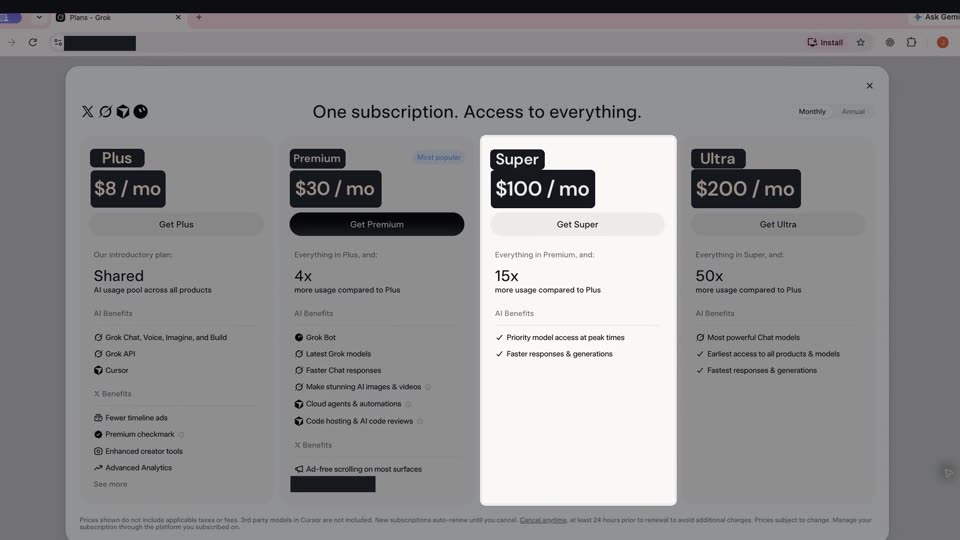 Plans - Grok
Ask Gemi
Install
One subscription. Access to everything.
Monthly
Annual
Plus
$8 / mo
Get Plus
Our introductory plan:
Shared
AI usage pool across all products
AI Benefits
Grok Chat, Voice, Imagine, and Build
Grok API
Cursor
X Benefits
Fewer timeline ads
Premium checkmark
Enhanced creator tools
Advanced Analytics
See more
Premium
Most popular
$30 / mo
Get Premium
Everything in Plus, and:
4x
more usage compared to Plus
AI Benefits
Grok Bot
Latest Grok models
Faster Chat responses
Make stunning AI images & videos
Cloud agents & automations
Code hosting & AI code reviews
X Benefits
Ad-free scrolling on most surfaces
Super
$100 / mo
Get Super
Everything in Premium, and:
15x
more usage compared to Plus
AI Benefits
Priority model access at peak times
Faster responses & generations
Ultra
$200 / mo
Get Ultra
Everything in Super, and:
50x
more usage compared to Plus
AI Benefits
Most powerful Chat models
Earliest access to all products & models
Fastest responses & generations
Prices shown do not include applicable taxes or fees. 3rd party models in Cursor are not included. New subscriptions auto-renew until you cancel. Cancel anytime, at least 24 hours prior to renewal to avoid additional charges. Prices subject to change. Manage your
subscription through the platform you subscribed on.